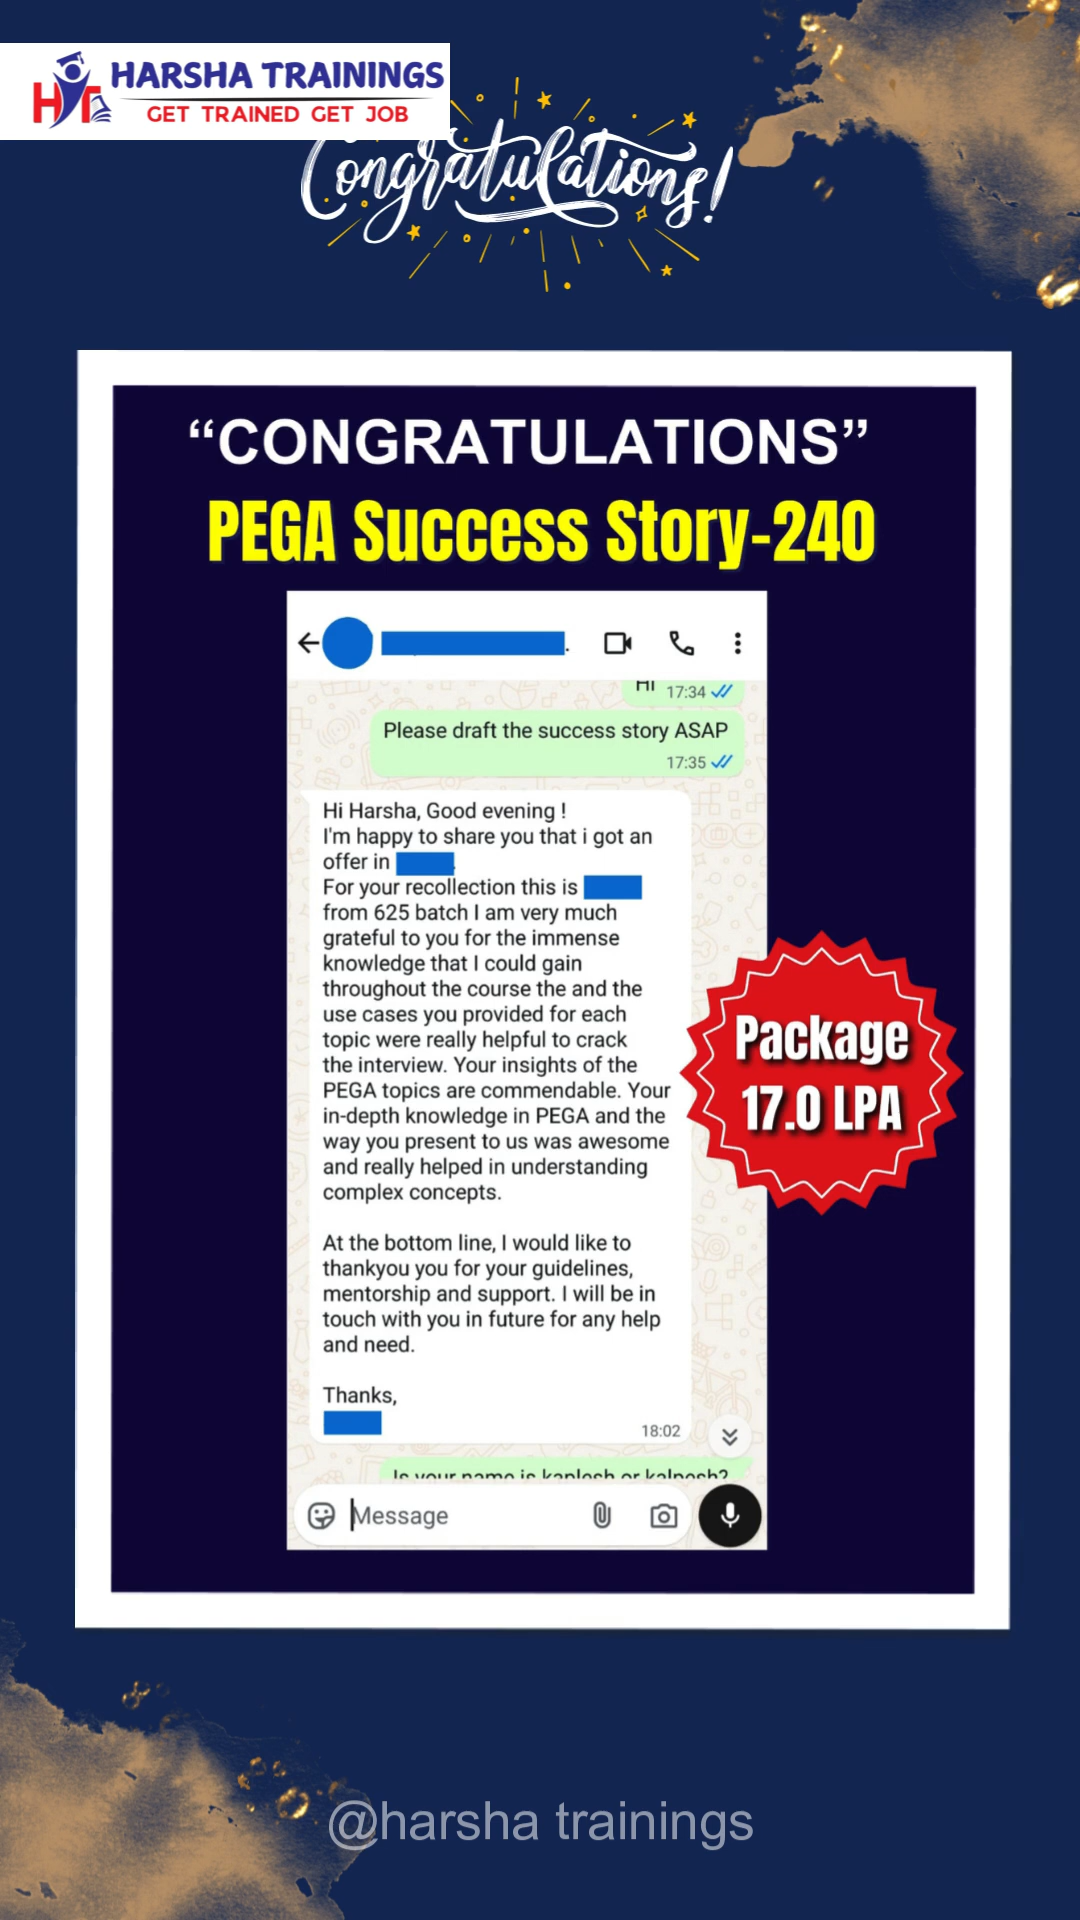 HARSHA TRAININGS
GET TRAINED GET JOB
Congratulations!
“CONGRATULATIONS”
PEGA Success Story-240
Hi 17:34
Please draft the success story ASAP
17:35
Hi Harsha, Good evening !
I'm happy to share you that i got an
offer in
For your recollection this is
from 625 batch I am very much
grateful to you for the immense
knowledge that I could gain
throughout the course the and the
use cases you provided for each
topic were really helpful to crack
the interview. Your insights of the
PEGA topics are commendable. Your
in-depth knowledge in PEGA and the
way you present to us was awesome
and really helped in understanding
complex concepts.
At the bottom line, I would like to
thankyou you for your guidelines,
mentorship and support. I will be in
touch with you in future for any help
and need.
Thanks,
18:02
Is your name is kaplesh or kalpesh?
Message
Package
17.0 LPA
@harsha trainings